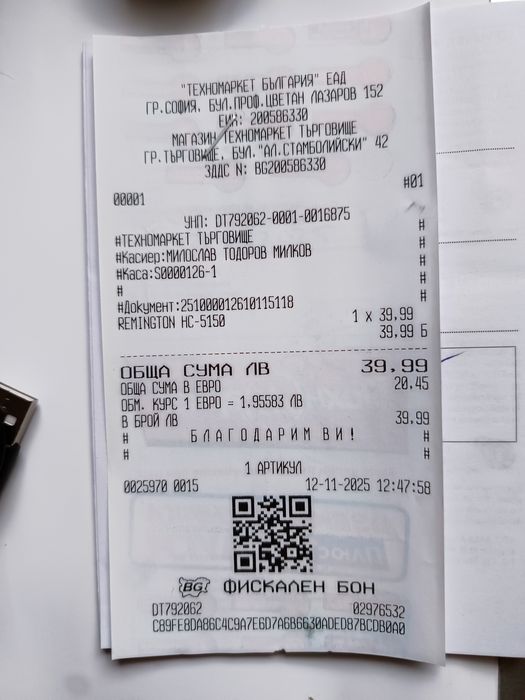 "ТЕХНОМАРКЕТ БЪЛГАРИЯ" ЕАД
ГР.СОФИЯ, БУЛ.ПРОФ.ЦВЕТАН ЛАЗАРОВ 152
ЕИК: 200586330
МАГАЗИН ТЕХНОМАРКЕТ ТЪРГОВИЩЕ
ГР.ТЪРГОВИЩЕ, БУЛ."АЛ.СТАМБОЛИЙСКИ" 42
ЗДДС N: BG200586330
00001 #01
УНП: DT792062-0001-0016875 #
#ТЕХНОМАРКЕТ ТЪРГОВИЩЕ #
#Касиер:МИЛОСЛАВ ТОДОРОВ МИЛКОВ #
#Каса:S0000126-1 #
# #
#Документ:251000012610115118 #
REMINGTON HC-5150 1 x 39,99
39,99 Б
ОБЩА СУМА ЛВ 39,99
ОБЩА СУМА В ЕВРО 20.45
ОБМ. КУРС 1 ЕВРО = 1,95583 ЛВ
В БРОЙ ЛВ 39.99
# Б Л А Г О Д А Р И М В И ! #
# #
1 АРТИКУЛ
0025970 0015 12-11-2025 12:47:58
BG ФИСКАЛЕН БОН
DT792062 02976532
C89FE8DA86C4C9A7E6D7A6B6630ADED87BCDB0A0